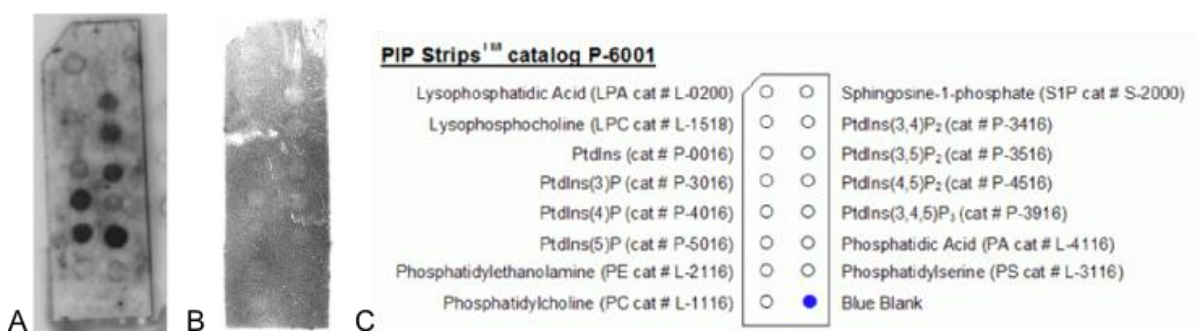 PIP Strips™ catalog P-6001
Lysophosphatidic Acid (LPA cat # L-0200) Sphingosine-1-phosphate (S1P cat # S-2000)
Lysophosphocholine (LPC cat # L-1518) PtdIns(3,4)P₂ (cat # P-3416)
PtdIns (cat # P-0016) PtdIns(3,5)P₂ (cat # P-3516)
PtdIns(3)P (cat # P-3016) PtdIns(4,5)P₂ (cat # P-4516)
PtdIns(4)P (cat # P-4016) PtdIns(3,4,5)P₃ (cat # P-3916)
PtdIns(5)P (cat # P-5016) Phosphatidic Acid (PA cat # L-4116)
Phosphatidylethanolamine (PE cat # L-2116) Phosphatidylserine (PS cat # L-3116)
Phosphatidylcholine (PC cat # L-1116) Blue Blank
A B C